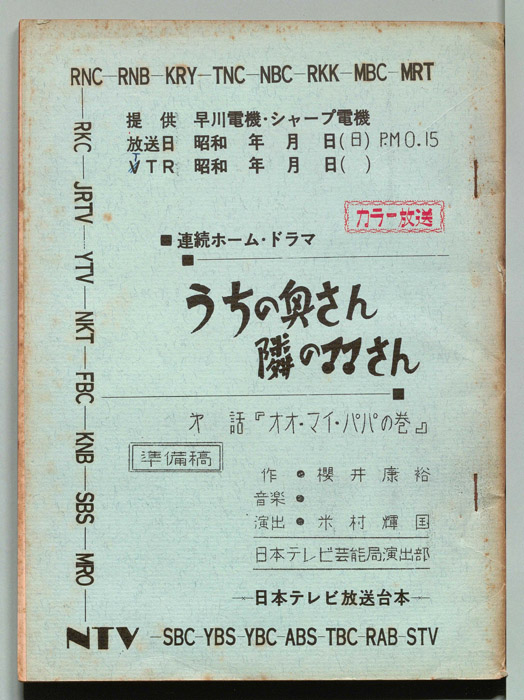 RNC—RNB—KRY—TNC—NBC—RKK—MBC MRT
RKC—JRTV—YTV—NKT—FBC—KNB—SBS—MRO—
提 供 早川電機・シャープ電機
放送日 昭和 年 月 日(日) P.M 0.15
VTR 昭和 年 月 日( )
カラー放送
■連続ホーム・ドラマ
うちの奥さん
隣のママさん
才 話『オオ・マイ・パパの巻』
準備稿
作 ● 櫻井康裕
音楽 ●
演出 ● 米村輝国
日本テレビ芸能局演出部
—日本テレビ放送台本—
NTV —SBC-YBS-YBC-ABS-TBC-RAB-STV